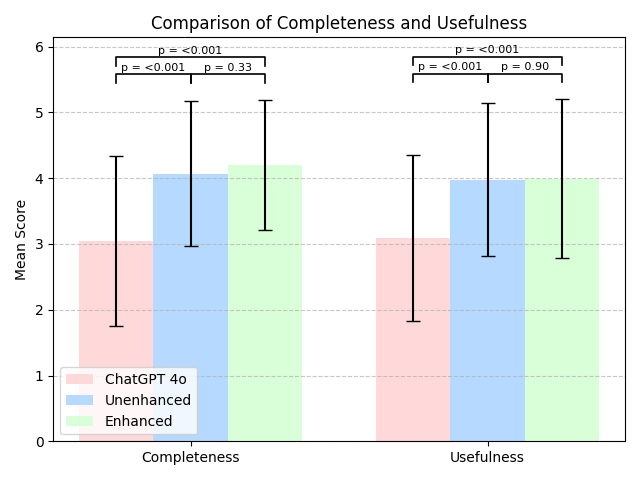 Comparison of Completeness and Usefulness
p = <0.001
p = <0.001
p = <0.001
p = 0.33
p = <0.001
p = 0.90
Mean Score
6
5
4
3
2
1
0
ChatGPT 4o
Unenhanced
Enhanced
Completeness
Usefulness